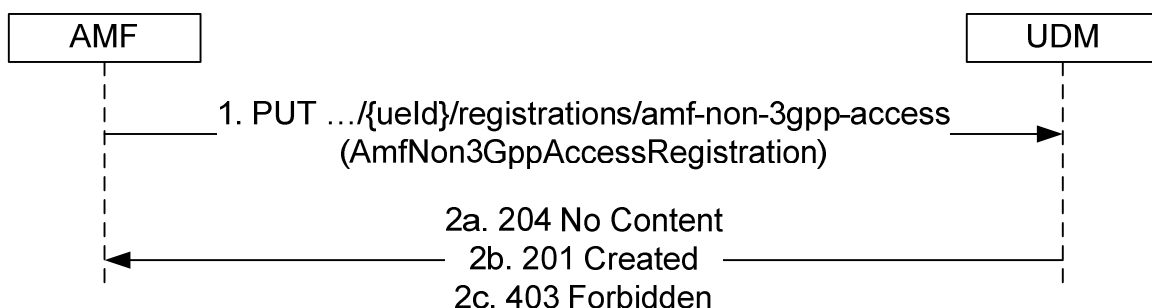 AMF
UDM
1. PUT …/{ueId}/registrations/amf-non-3gpp-access
(AmfNon3GppAccessRegistration)
2a. 204 No Content
2b. 201 Created
2c. 403 Forbidden